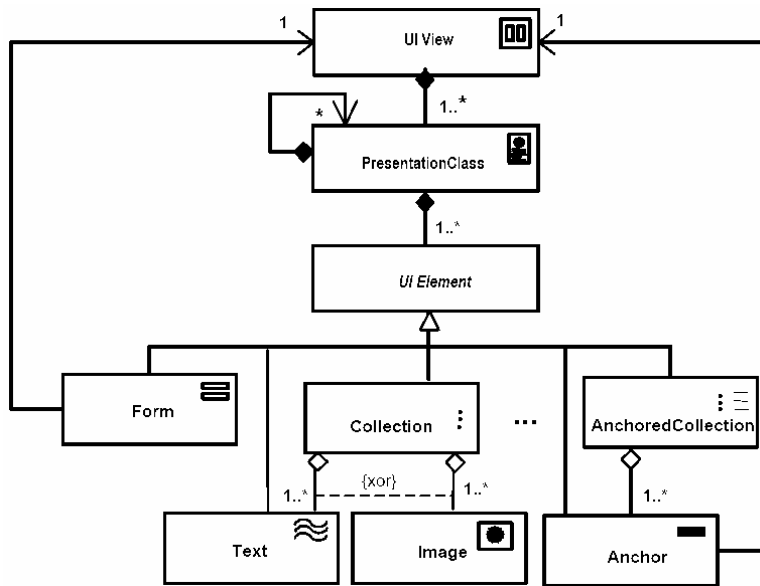 1
UI View
1
1..*
*
PresentationClass
1..*
UI Element
Form
Collection
...
AnchoredCollection
1..*
{xor}
1..*
1..*
Text
Image
Anchor